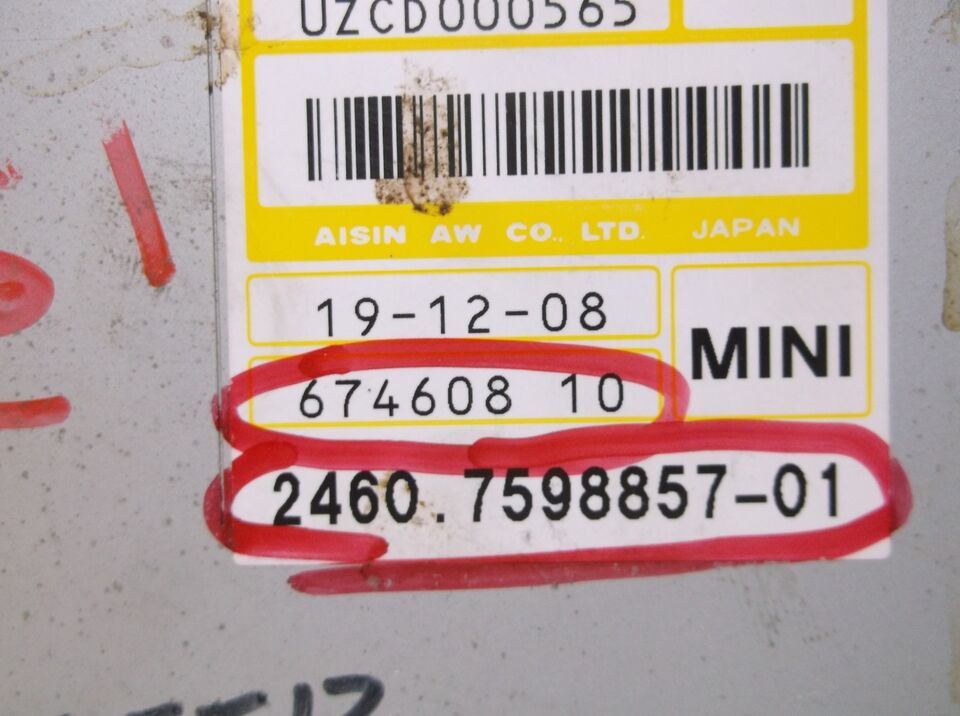 UZCD000565
AISIN AW CO., LTD. JAPAN
19-12-08
MINI
674608 10
2460.7598857-01